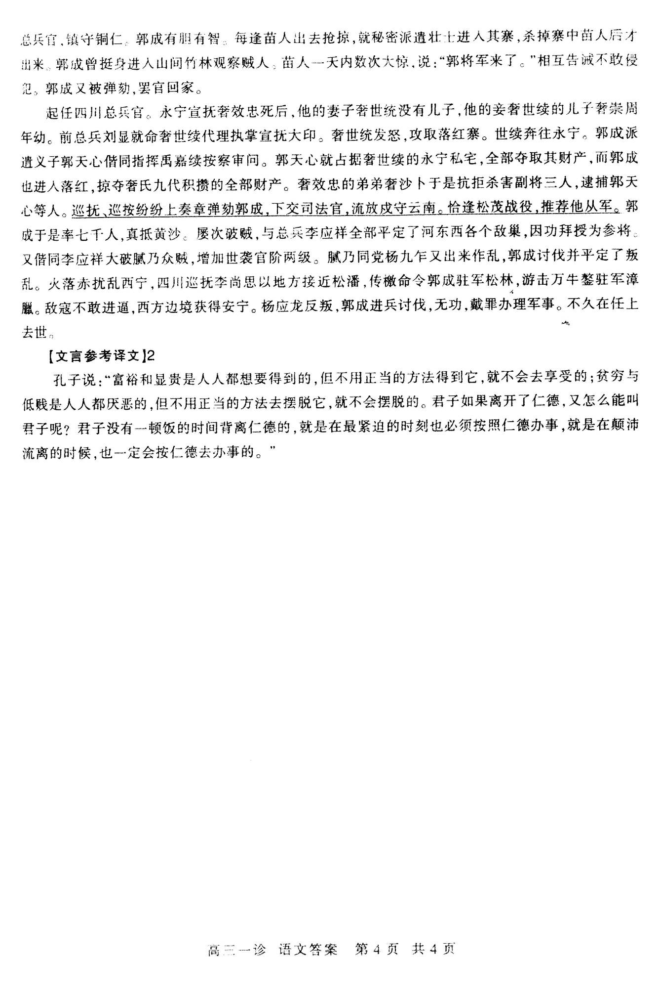 总兵官,镇守铜仁。郭成有胆有智。每逢苗人出去抢掠,就秘密派遣壮士进入其寨,杀掉寨中苗人后才
出来。郭成曾挺身进入山间竹林观察贼人。苗人一天内数次大惊,说:“郭将军来了。”相互告诫不敢侵
犯。郭成又被弹劾,罢官回家。
起任四川总兵官。永宁宣抚奢效忠死后,他的妻子奢世统没有儿子,他的妾奢世续的儿子奢崇周
年幼。前总兵刘显就命奢世续代理执掌宣抚大印。奢世统发怒,攻取落红寨。世续奔往永宁。郭成派
遣义子郭天心偕同指挥禹嘉续按察审问。郭天心就占据奢世续的永宁私宅,全部夺取其财产,而郭成
也进入落红,掠夺奢氏九代积攒的全部财产。奢效忠的弟弟奢沙卜于是抗拒杀害副将三人,逮捕郭天
心等人。巡抚、巡按纷纷上奏章弹劾郭成,下交司法官,流放戍守云南。恰逢松茂战役,推荐他从军。郭
成于是率七千人,真抵黄沙。屡次破贼,与总兵李应祥全部平定了河东西各个敌巢,因功拜授为参将。
又偕同李应祥大破腻乃众贼,增加世袭官阶两级。腻乃同党杨九乍又出来作乱,郭成讨伐并平定了叛
乱。火落赤扰乱西宁,四川巡抚李尚思以地方接近松潘,传檄命令郭成驻军松林,游击万牛鏊驻军漳
臘。敌寇不敢进逼,西方边境获得安宁。杨应龙反叛,郭成进兵讨伐,无功,戴罪办理军事。不久在任上
去世。
【文言参考译文】2
孔子说:“富裕和显贵是人人都想要得到的,但不用正当的方法得到它,就不会去享受的;贫穷与
低贱是人人都厌恶的,但不用正当的方法去摆脱它,就不会摆脱的。君子如果离开了仁德,又怎么能叫
君子呢?君子没有一顿饭的时间背离仁德的,就是在最紧迫的时刻也必须按照仁德办事,就是在颠沛
流离的时候,也一定会按仁德去办事的。”
高三一诊 语文答案 第4页 共4页